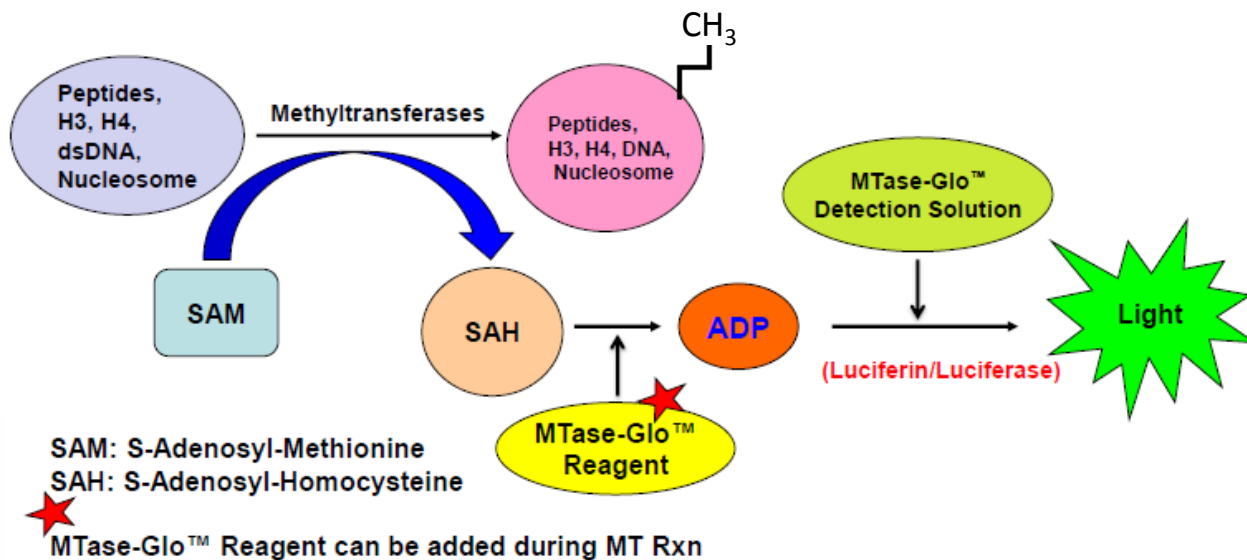 CH3
Peptides,
H3, H4,
dsDNA,
Nucleosome
Methyltransferases
Peptides,
H3, H4, DNA,
Nucleosome
MTase-Glo™
Detection Solution
SAM
SAH
ADP
(Luciferin/Luciferase)
Light
MTase-Glo™
Reagent
SAM: S-Adenosyl-Methionine
SAH: S-Adenosyl-Homocysteine
MTase-Glo™ Reagent can be added during MT Rxn